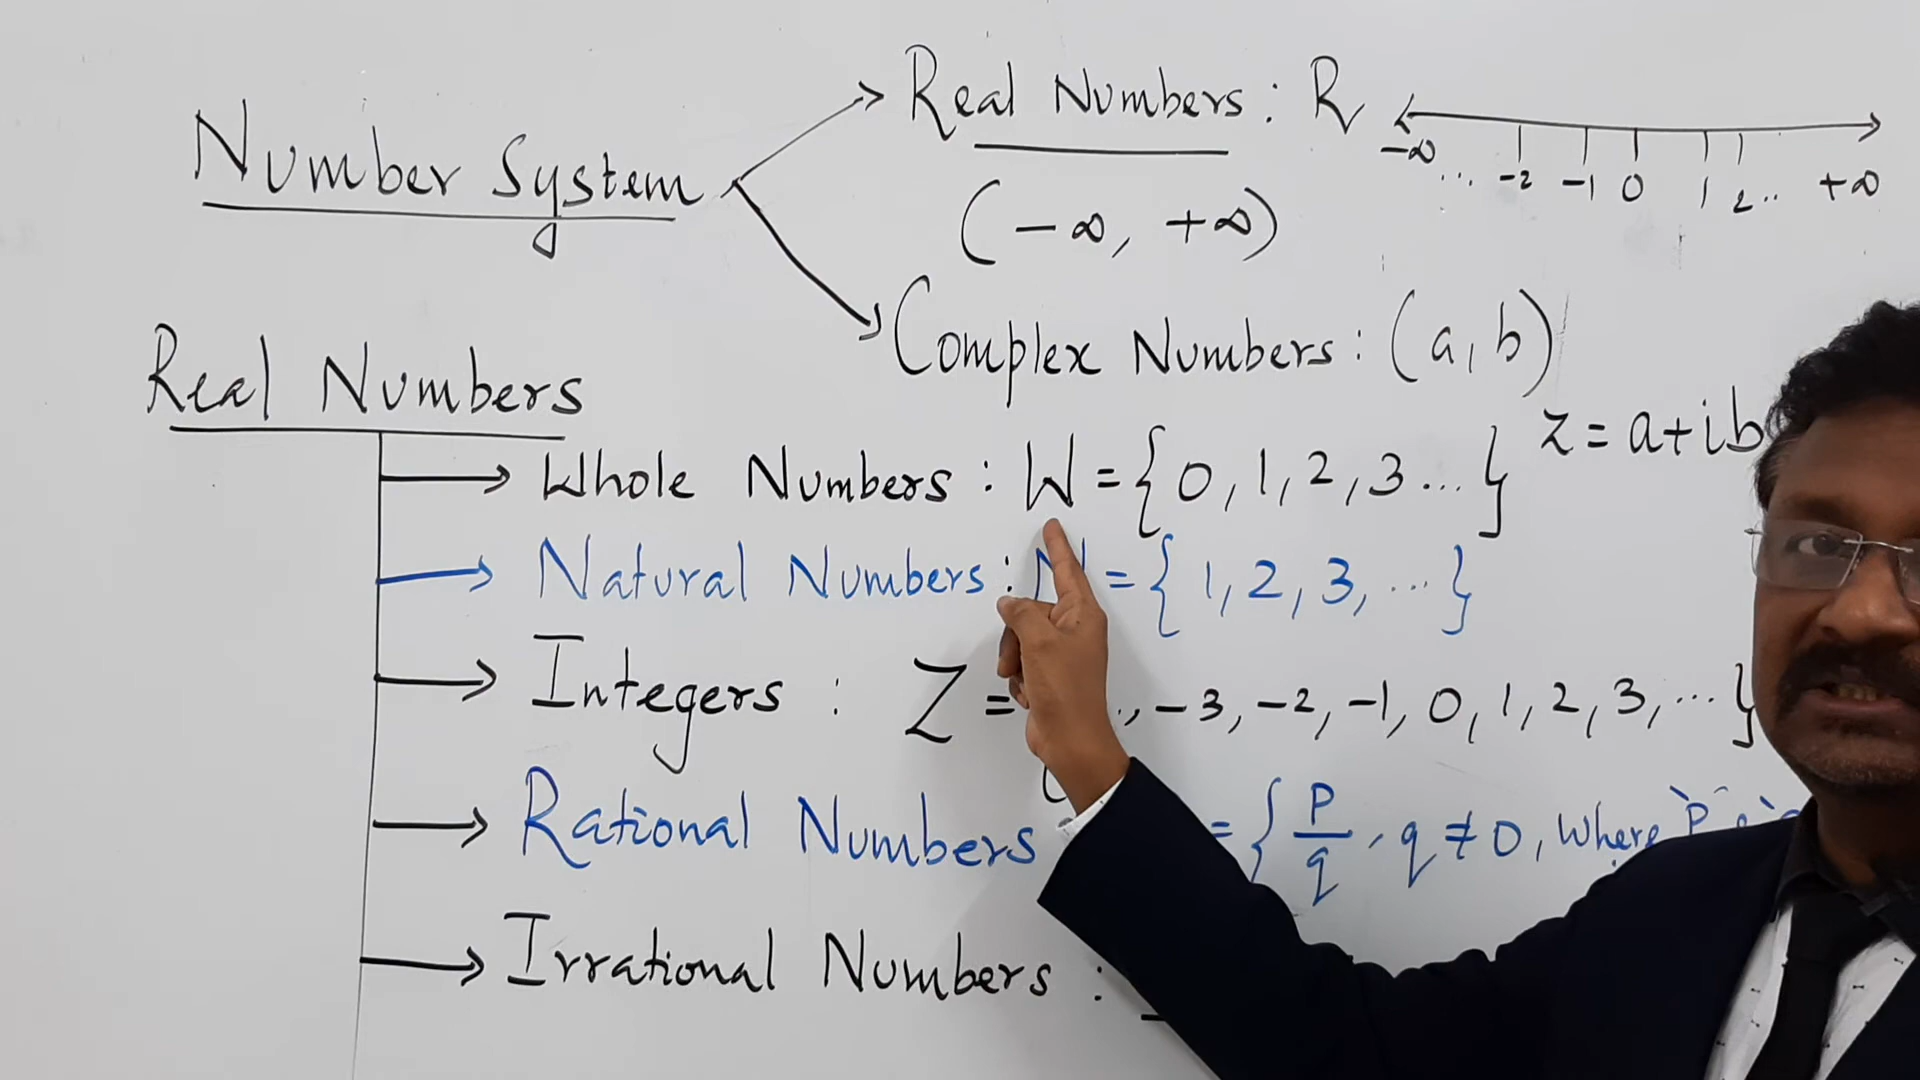 Number System
Real Numbers : R
-∞ ... -2 -1 0 1 2.. +∞
(-∞, +∞)
Complex Numbers : (a, b)
z = a+ib
Real Numbers
Whole Numbers : W = {0, 1, 2, 3 ... }
Natural Numbers : N = { 1, 2, 3, ... }
Integers : Z = ., -3, -2, -1, 0, 1, 2, 3, ... }
Rational Numbers = { p/q , q ≠ 0, where 'p'
Irrational Numbers :